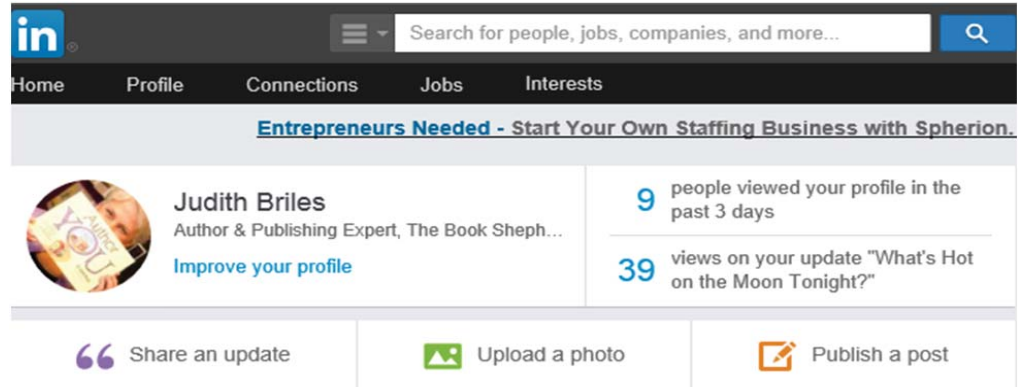 in
Search for people, jobs, companies, and more...
Home Profile Connections Jobs Interests
Entrepreneurs Needed - Start Your Own Staffing Business with Spherion.
Judith Briles
Author & Publishing Expert, The Book Sheph...
Improve your profile
Author
YOU
9 people viewed your profile in the
past 3 days
39 views on your update "What's Hot
on the Moon Tonight?"
Share an update Upload a photo Publish a post